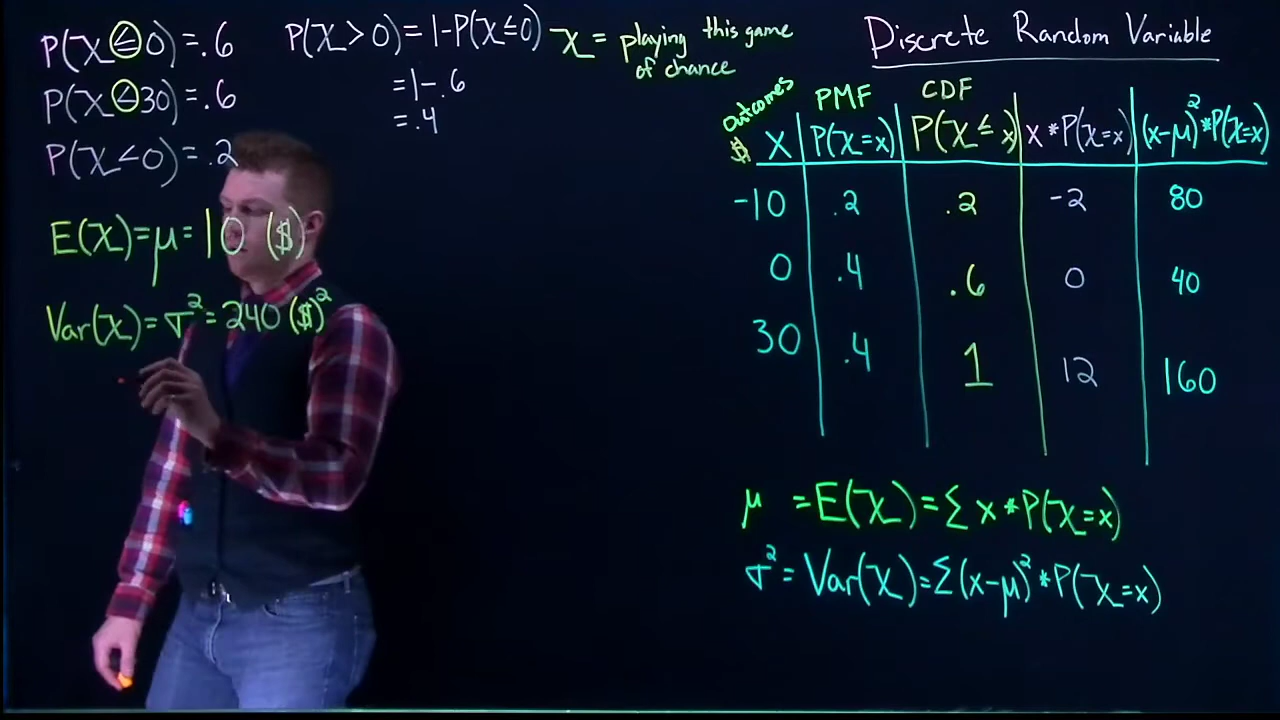 P(X≤0)=.6
P(X<30)=.6
P(X<0)=.2
E(X)=μ=10 ($)
Var(X)=σ²=240 ($)²
P(X>0)=1-P(X≤0)
=1-.6
=.4
X = playing this game
of chance
Discrete Random Variable
Outcomes PMF CDF
$ x P(X=x) P(X≤x) x*P(X=x) (x-μ)²*P(X=x)
-10 .2 .2 -2 80
0 .4 .6 0 40
30 .4 1 12 160
μ =E(X)=Σ x*P(X=x)
σ²=Var(X)=Σ(x-μ)²*P(X=x)